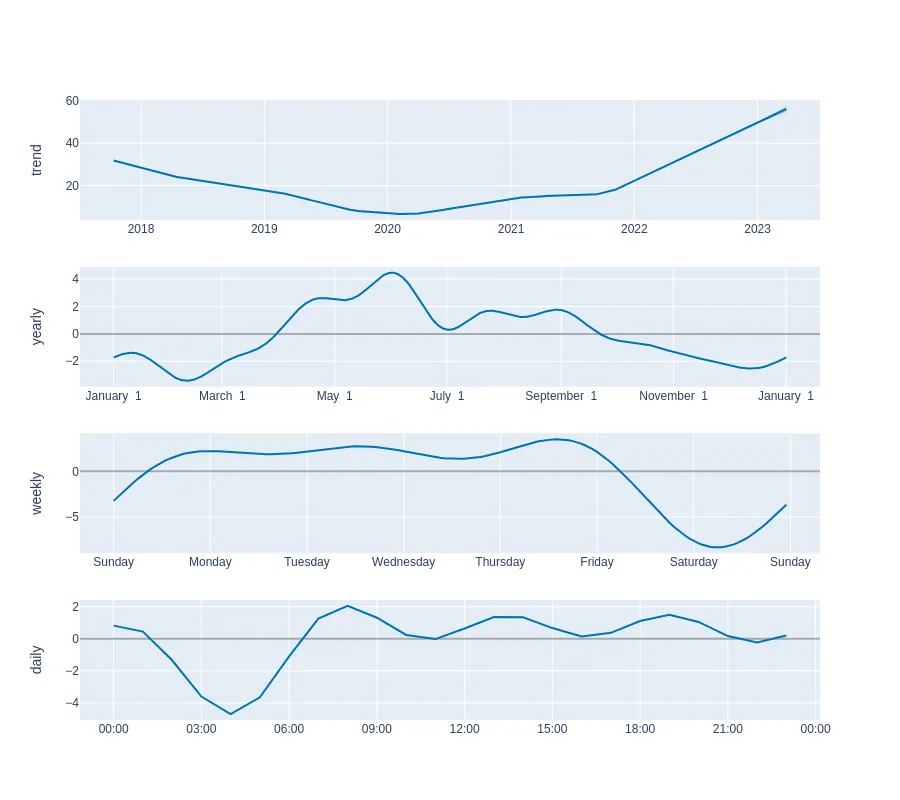 trend
60
40
20
2018 2019 2020 2021 2022 2023
yearly
4
2
0
−2
January 1 March 1 May 1 July 1 September 1 November 1 January 1
weekly
0
−5
Sunday Monday Tuesday Wednesday Thursday Friday Saturday Sunday
daily
2
0
−2
−4
00:00 03:00 06:00 09:00 12:00 15:00 18:00 21:00 00:00